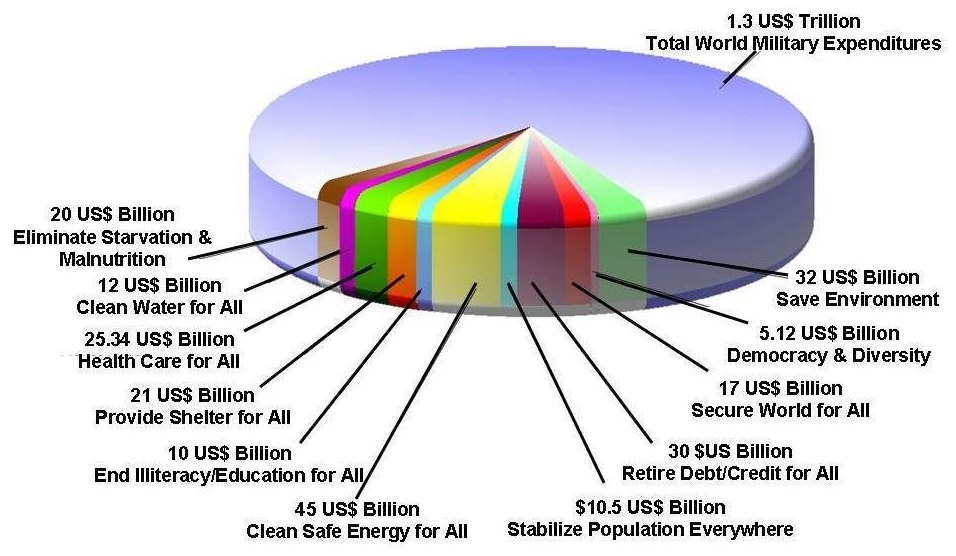 1.3 US$ Trillion
Total World Military Expenditures
20 US$ Billion
Eliminate Starvation &
Malnutrition
12 US$ Billion
Clean Water for All
25.34 US$ Billion
Health Care for All
21 US$ Billion
Provide Shelter for All
10 US$ Billion
End Illiteracy/Education for All
45 US$ Billion
Clean Safe Energy for All
$10.5 US$ Billion
Stabilize Population Everywhere
30 $US Billion
Retire Debt/Credit for All
17 US$ Billion
Secure World for All
5.12 US$ Billion
Democracy & Diversity
32 US$ Billion
Save Environment